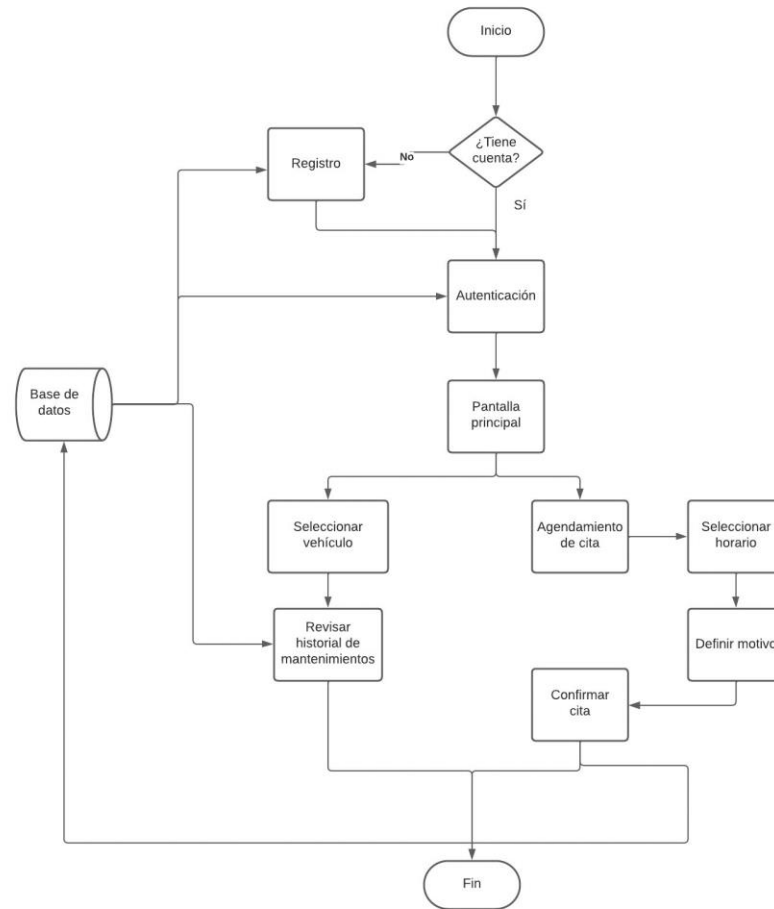 Inicio
¿Tiene
cuenta?
No
Registro
Sí
Autenticación
Base de
datos
Pantalla
principal
Seleccionar
vehículo
Agendamiento
de cita
Seleccionar
horario
Revisar
historial de
mantenimientos
Definir motivo
Confirmar
cita
Fin